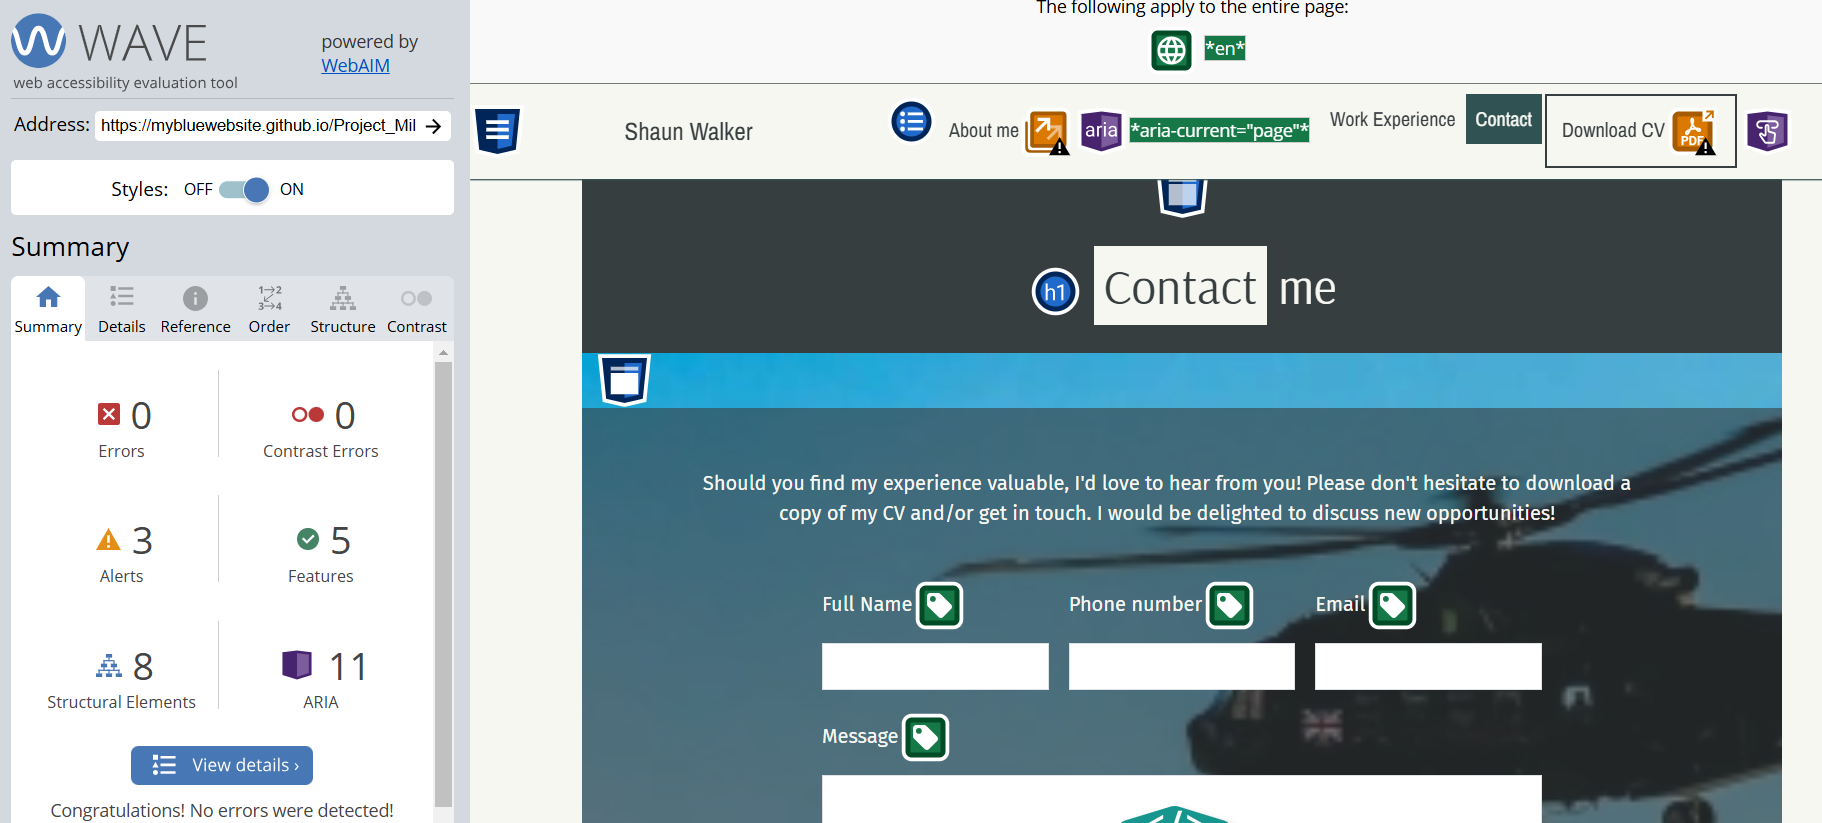 WAVE
powered by
WebAIM
web accessibility evaluation tool
Address: https://mybluewebsite.github.io/Project_Mil
Styles: OFF ON
Summary
1→2
3→4
Summary Details Reference Order Structure Contrast
0
Errors
0
Contrast Errors
3
Alerts
5
Features
8
Structural Elements
11
ARIA
View details ›
Congratulations! No errors were detected!
The following apply to the entire page:
*en*
Shaun Walker
About me
aria *aria-current="page"*
Work Experience
Contact
Download CV
PDF
h1 Contact me
Should you find my experience valuable, I'd love to hear from you! Please don't hesitate to download a
copy of my CV and/or get in touch. I would be delighted to discuss new opportunities!
Full Name Phone number Email
Message